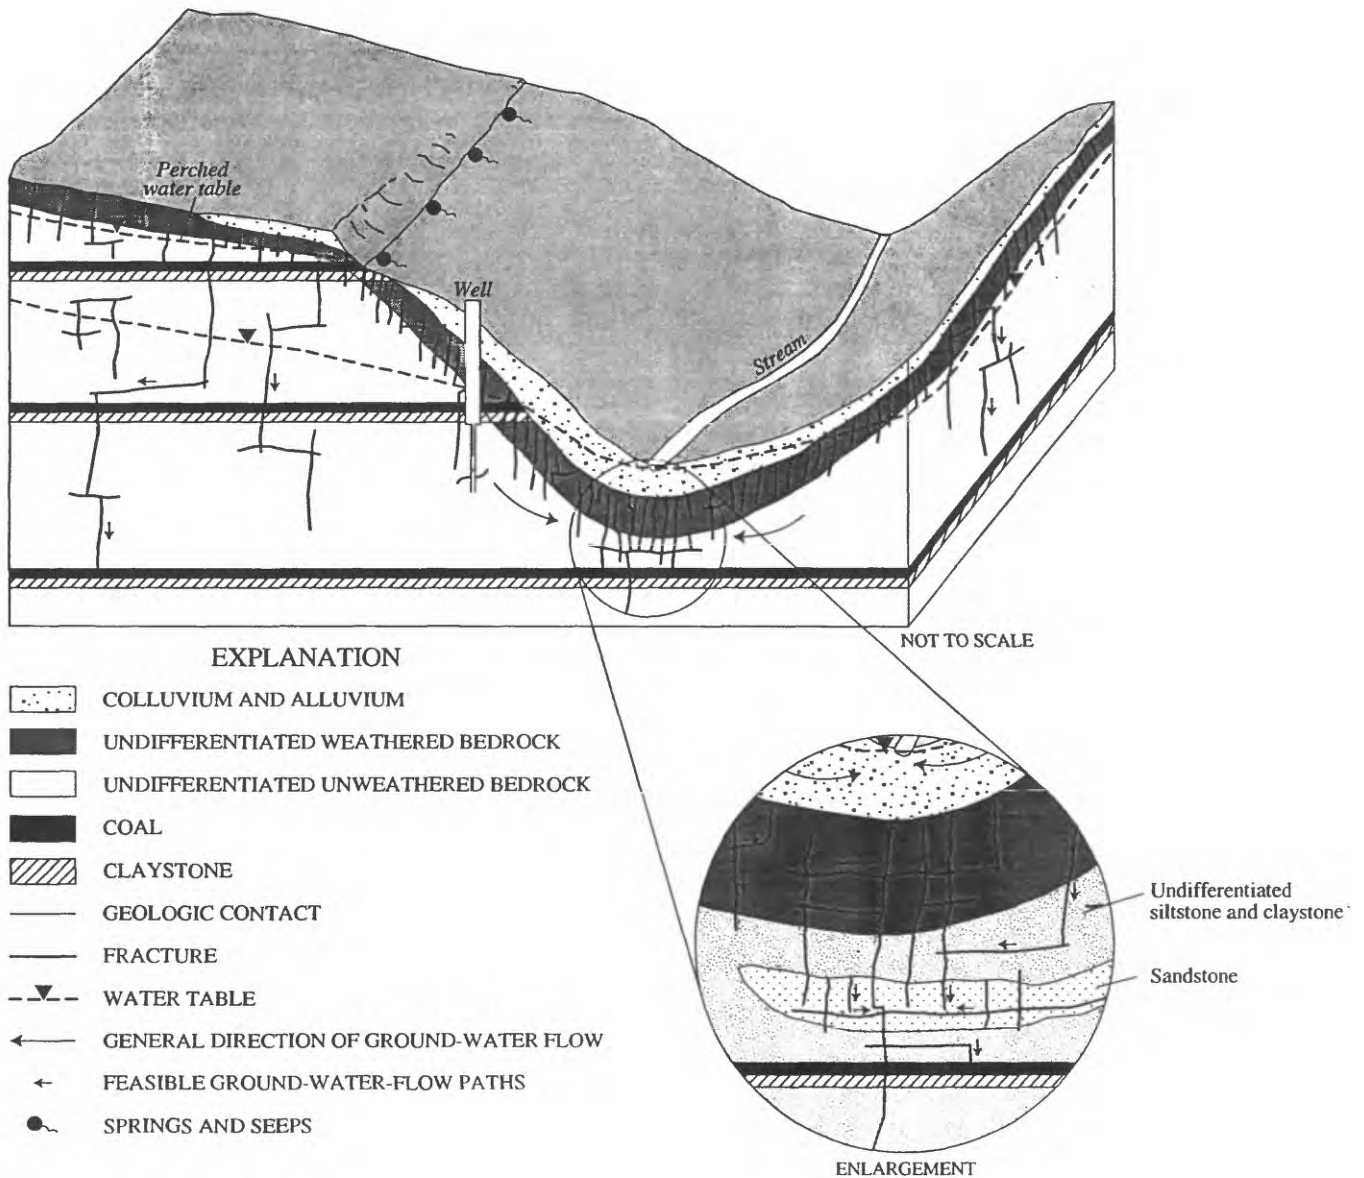 Perched
water table
Well
Stream
NOT TO SCALE
EXPLANATION
COLLUVIUM AND ALLUVIUM
UNDIFFERENTIATED WEATHERED BEDROCK
UNDIFFERENTIATED UNWEATHERED BEDROCK
COAL
CLAYSTONE
GEOLOGIC CONTACT
FRACTURE
WATER TABLE
GENERAL DIRECTION OF GROUND-WATER FLOW
FEASIBLE GROUND-WATER-FLOW PATHS
SPRINGS AND SEEPS
Undifferentiated
siltstone and claystone
Sandstone
ENLARGEMENT